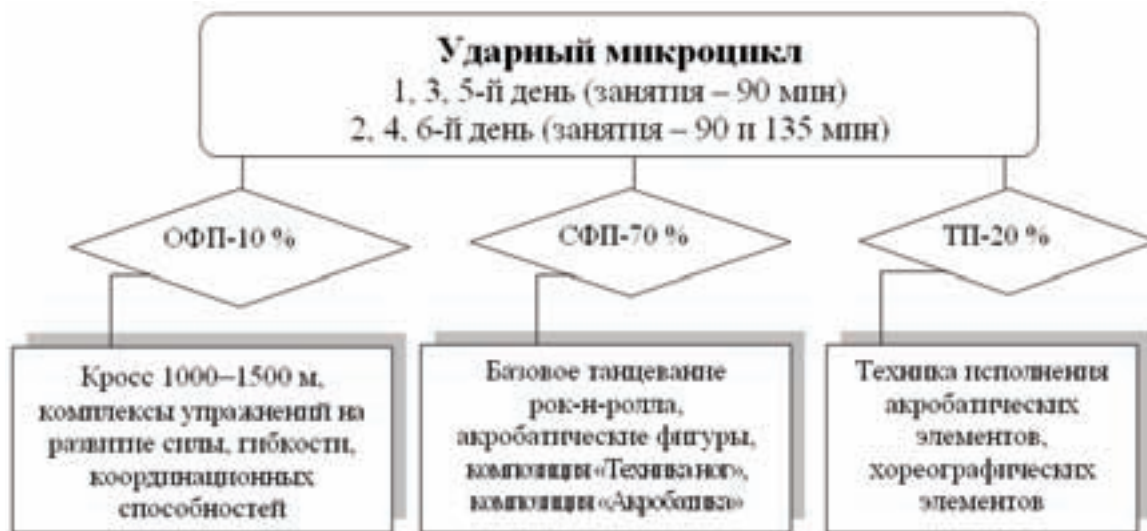 Ударный микроцикл
1, 3, 5-й день (занятия – 90 мин)
2, 4, 6-й день (занятия – 90 и 135 мин)
ОФП-10 %
СФП-70 %
ТП-20 %
Кросс 1000–1500 м,
комплексы упражнений на
развитие силы, гибкости,
координационных
способностей
Базовое танцевание
рок-н-ролла,
акробатические фигуры,
композиция «Техника ног»,
композиция «Акробатика»
Техника исполнения
акробатических
элементов,
хореографических
элементов